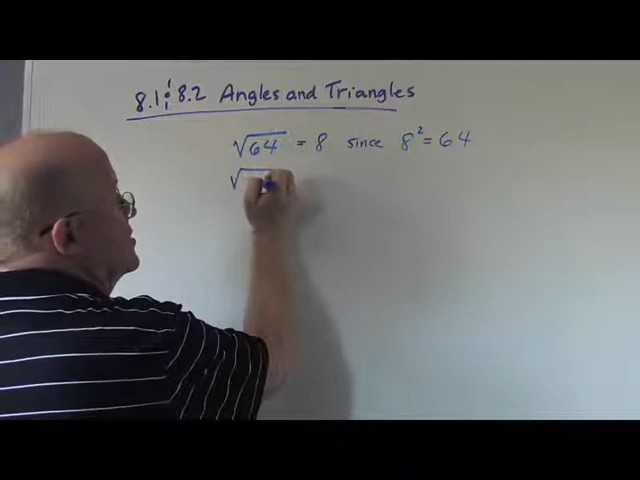 8.1 & 8.2 Angles and Triangles
√64 = 8 since 8² = 64
√